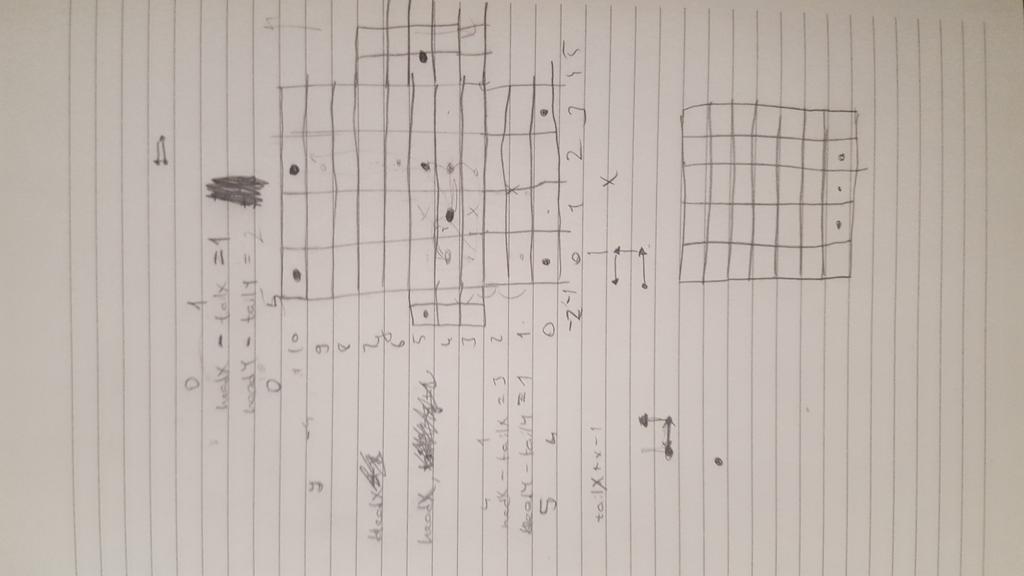 0 1
headX - tailX = 1
headY - tailY = 2
0 5
10
9
8
7
6
5
4
3
2
1
0
-2 -1 0 1 2 3 4 5
y
x
HeadX
headX,
4 1
headX - tailX = 3
headY - tailY = 1
5 4
tailX + x - 1